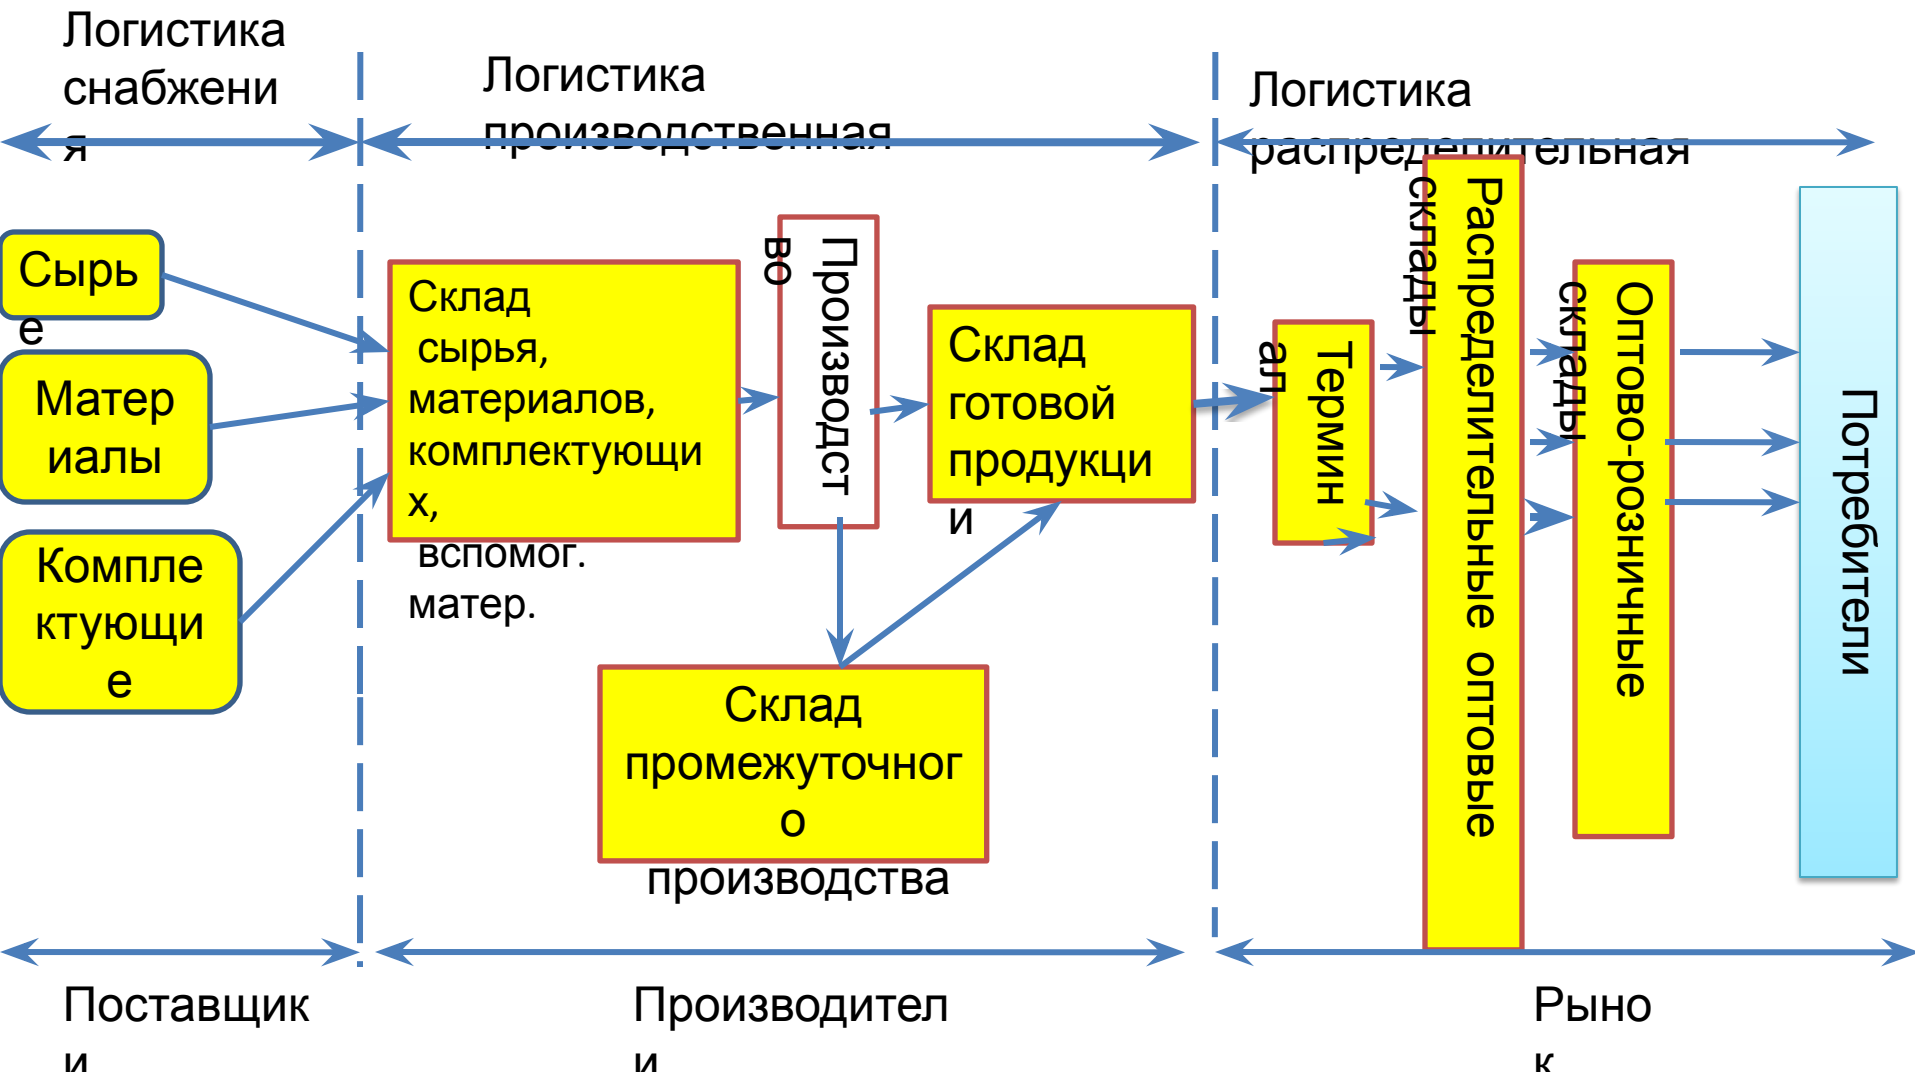 Логистика
снабжени
я
Логистика
производственная
Логистика
распределительная
Сырь
е
Матер
иалы
Компле
ктующи
е
Склад
сырья,
материалов,
комплектующи
х,
вспомог.
матер.
Производст
во
Склад
готовой
продукци
и
Склад
промежуточног
о
производства
Термин
ал
Распределительные оптовые
склады
Оптово-розничные
склады
Потребители
Поставщик
и
Производител
и
Рыно
к